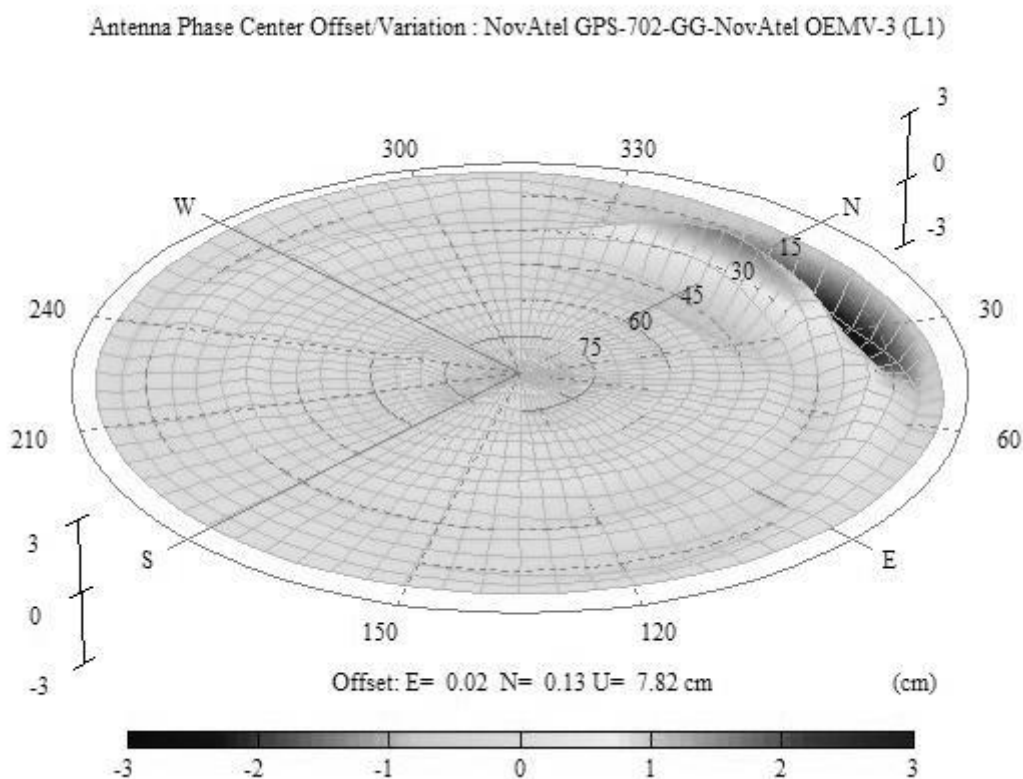 Antenna Phase Center Offset/Variation : NovAtel GPS-702-GG-NovAtel OEMV-3 (L1)
3
300
330
0
W
N
-3
15
30
45
240
60
30
75
210
60
3
S
E
0
150
120
-3
Offset: E= 0.02 N= 0.13 U= 7.82 cm
(cm)
-3 -2 -1 0 1 2 3